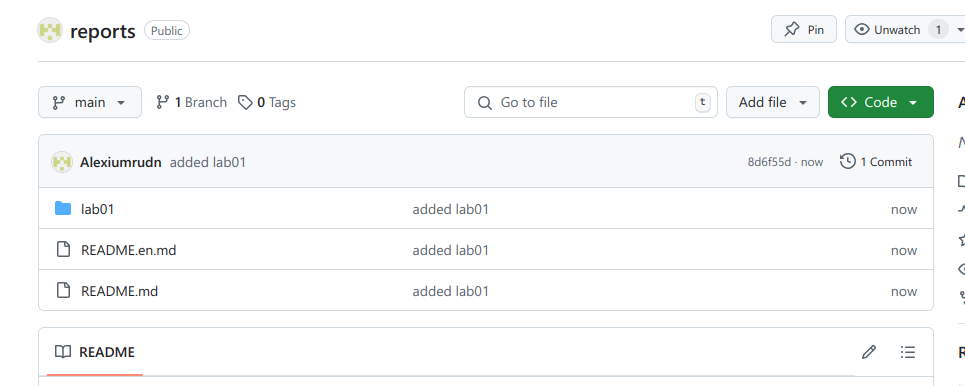 reports Public Pin Unwatch 1
main 1 Branch 0 Tags Go to file t Add file Code
Alexiumrudn added lab01 8d6f55d · now 1 Commit
lab01 added lab01 now
README.en.md added lab01 now
README.md added lab01 now
README